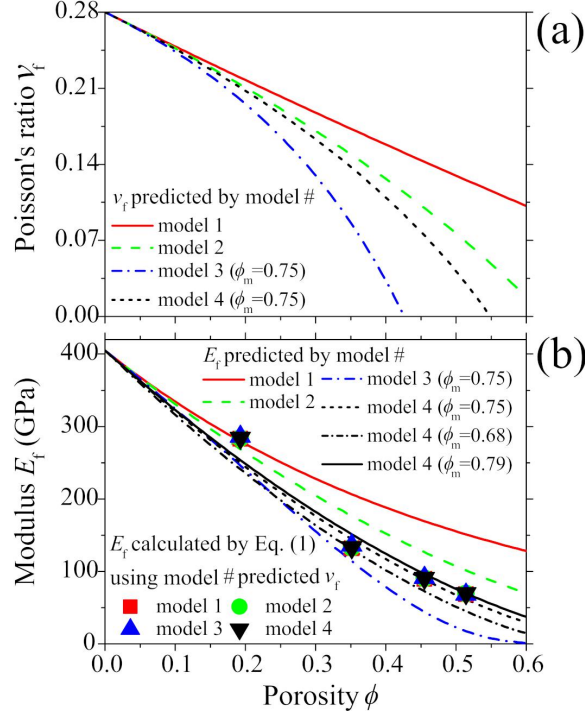 0.28
(a)
0.21
0.14
0.07
0.00
Poisson's ratio νf
νf predicted by model #
model 1
model 2
model 3 (ϕm=0.75)
model 4 (ϕm=0.75)
(b)
400
300
200
100
0
Modulus Ef (GPa)
Ef predicted by model #
model 1
model 2
model 3 (ϕm=0.75)
model 4 (ϕm=0.75)
model 4 (ϕm=0.68)
model 4 (ϕm=0.79)
Ef calculated by Eq. (1)
using model # predicted νf
model 1 model 2
model 3 model 4
0.0 0.1 0.2 0.3 0.4 0.5 0.6
Porosity ϕ